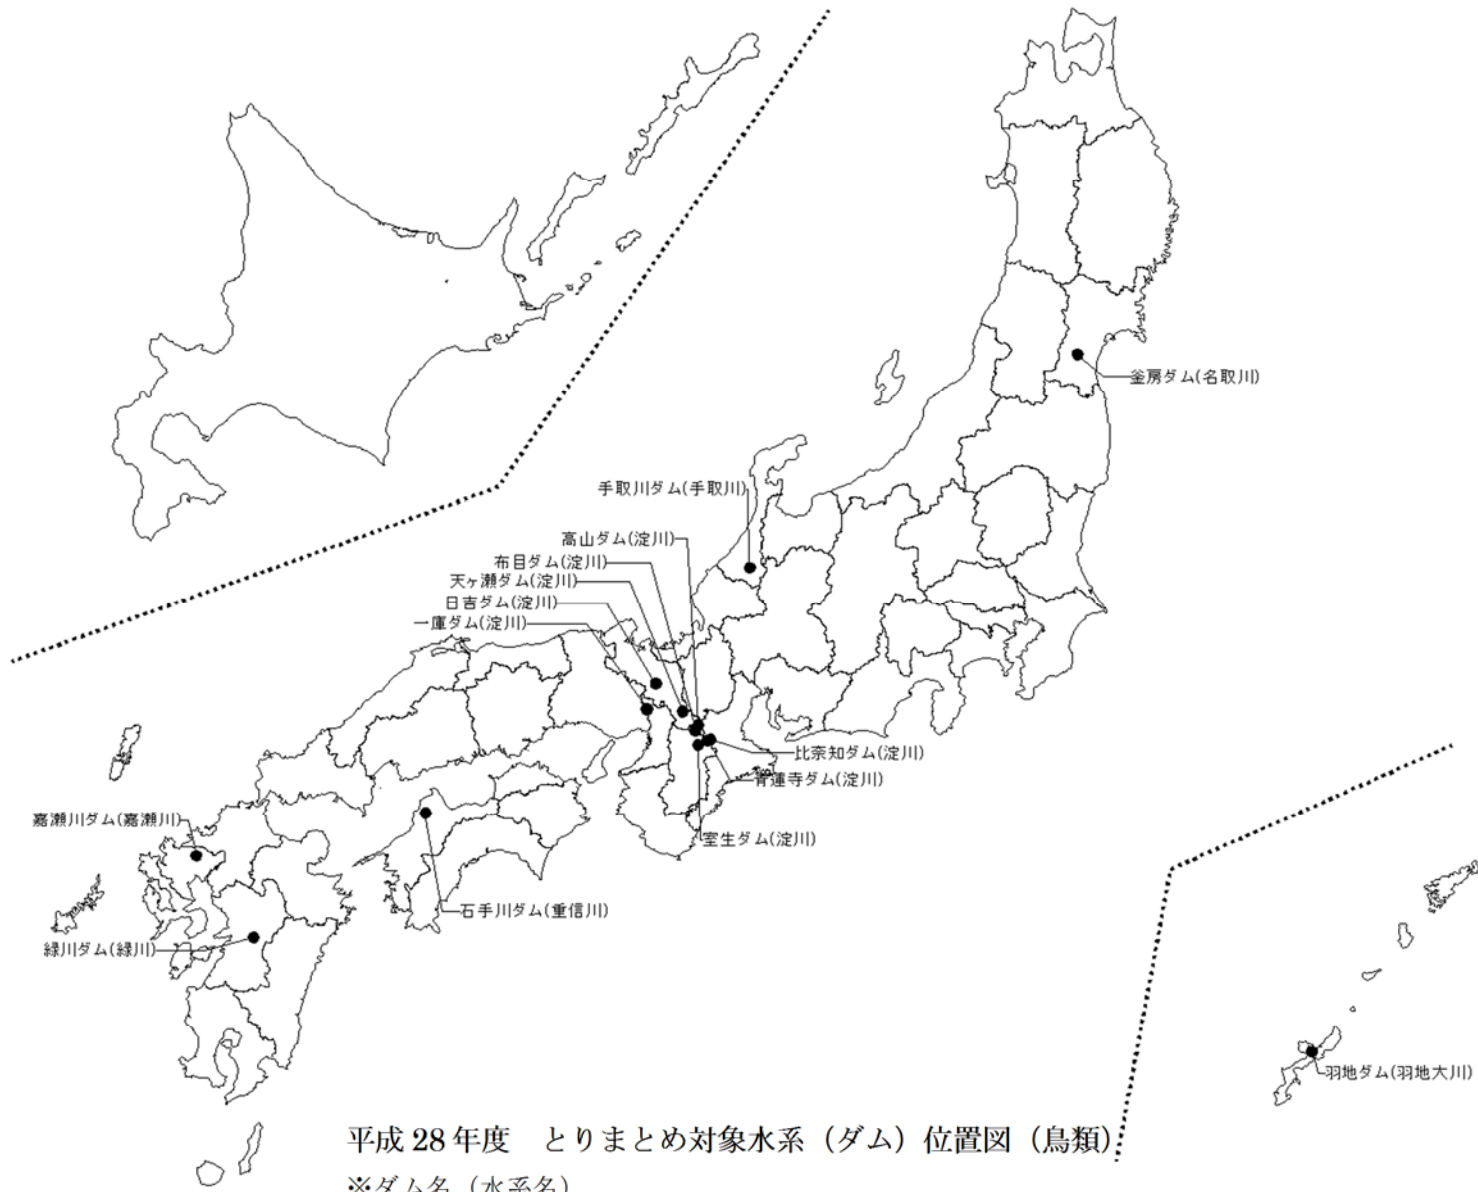 釜房ダム(名取川)
手取川ダム(手取川)
高山ダム(淀川)
布目ダム(淀川)
天ヶ瀬ダム(淀川)
日吉ダム(淀川)
一庫ダム(淀川)
比奈知ダム(淀川)
青蓮寺ダム(淀川)
嘉瀬川ダム(嘉瀬川)
室生ダム(淀川)
石手川ダム(重信川)
緑川ダム(緑川)
羽地ダム(羽地大川)
平成 28 年度　とりまとめ対象水系（ダム）位置図（鳥類）
※ダム名（水系名）